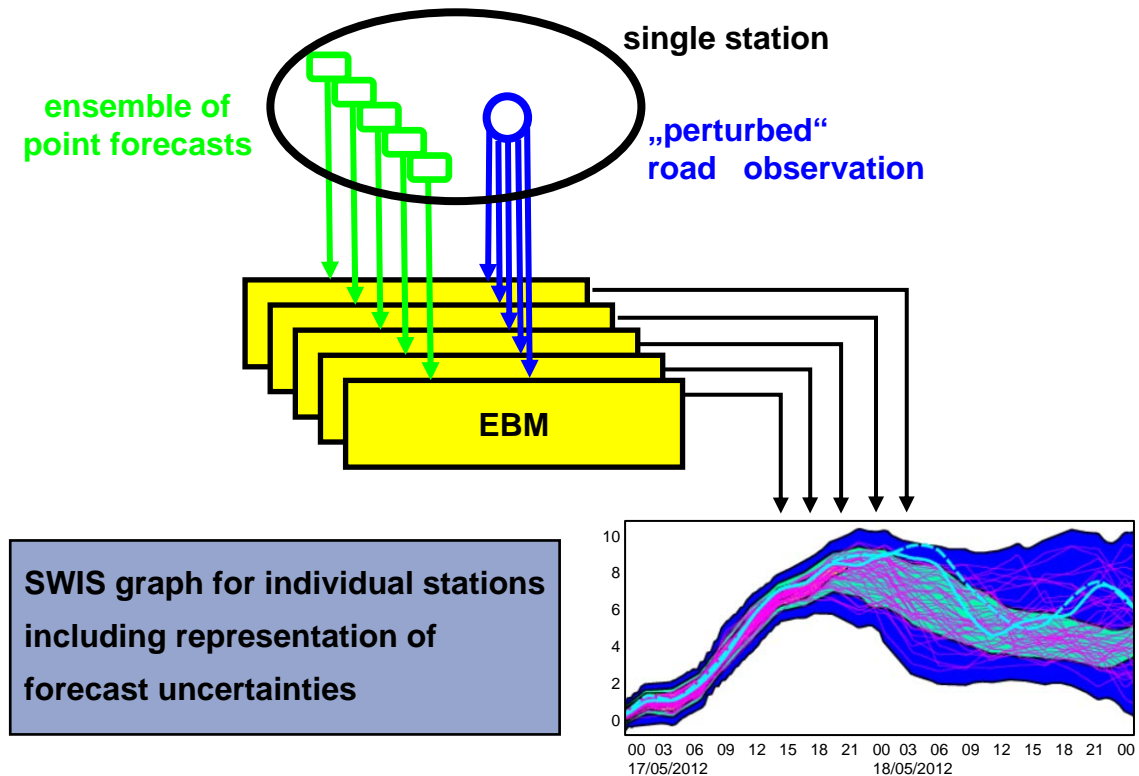 single station
ensemble of
point forecasts
„perturbed“
road observation
EBM
SWIS graph for individual stations
including representation of
forecast uncertainties
10
8
6
4
2
0
00 03 06 09 12 15 18 21 00 03 06 09 12 15 18 21 00
17/05/2012 18/05/2012